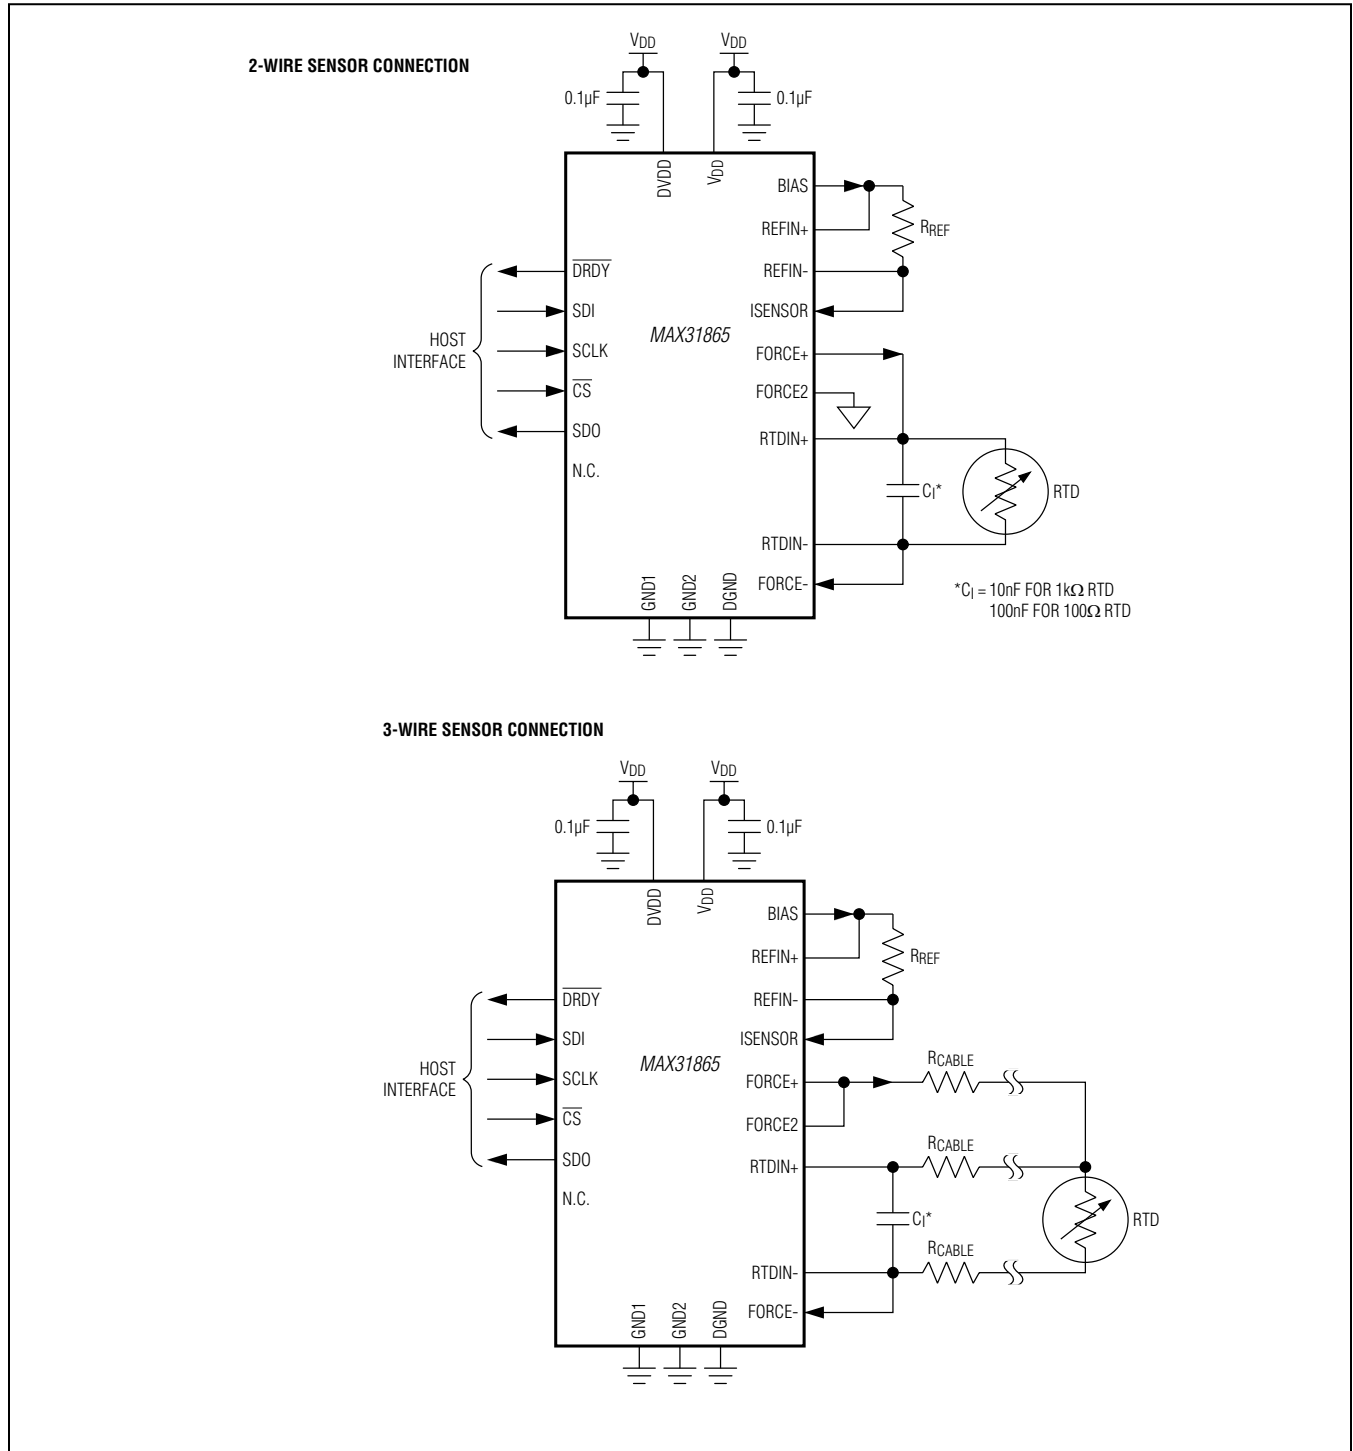 2-WIRE SENSOR CONNECTION
VDD
VDD
0.1µF
0.1µF
DVDD
VDD
BIAS
REFIN+
RREF
REFIN-
ISENSOR
FORCE+
FORCE2
RTDIN+
CI*
RTD
RTDIN-
FORCE-
DRDY
SDI
HOST
INTERFACE
SCLK
CS
SDO
N.C.
MAX31865
GND1
GND2
DGND
*CI = 10nF FOR 1kΩ RTD
100nF FOR 100Ω RTD
3-WIRE SENSOR CONNECTION
VDD
VDD
0.1µF
0.1µF
DVDD
VDD
BIAS
REFIN+
RREF
REFIN-
ISENSOR
RCABLE
FORCE+
FORCE2
RCABLE
RTDIN+
CI*
RTD
RCABLE
RTDIN-
FORCE-
DRDY
SDI
HOST
INTERFACE
SCLK
CS
SDO
N.C.
MAX31865
GND1
GND2
DGND